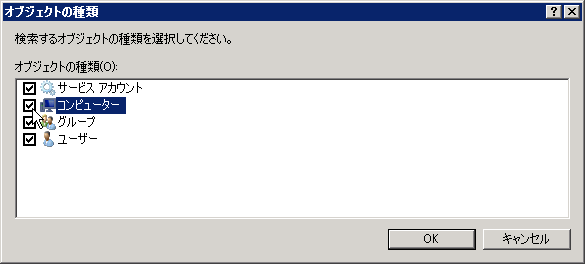 オブジェクトの種類
検索するオブジェクトの種類を選択してください。
オブジェクトの種類(O):
サービス アカウント
コンピューター
グループ
ユーザー
OK
キャンセル